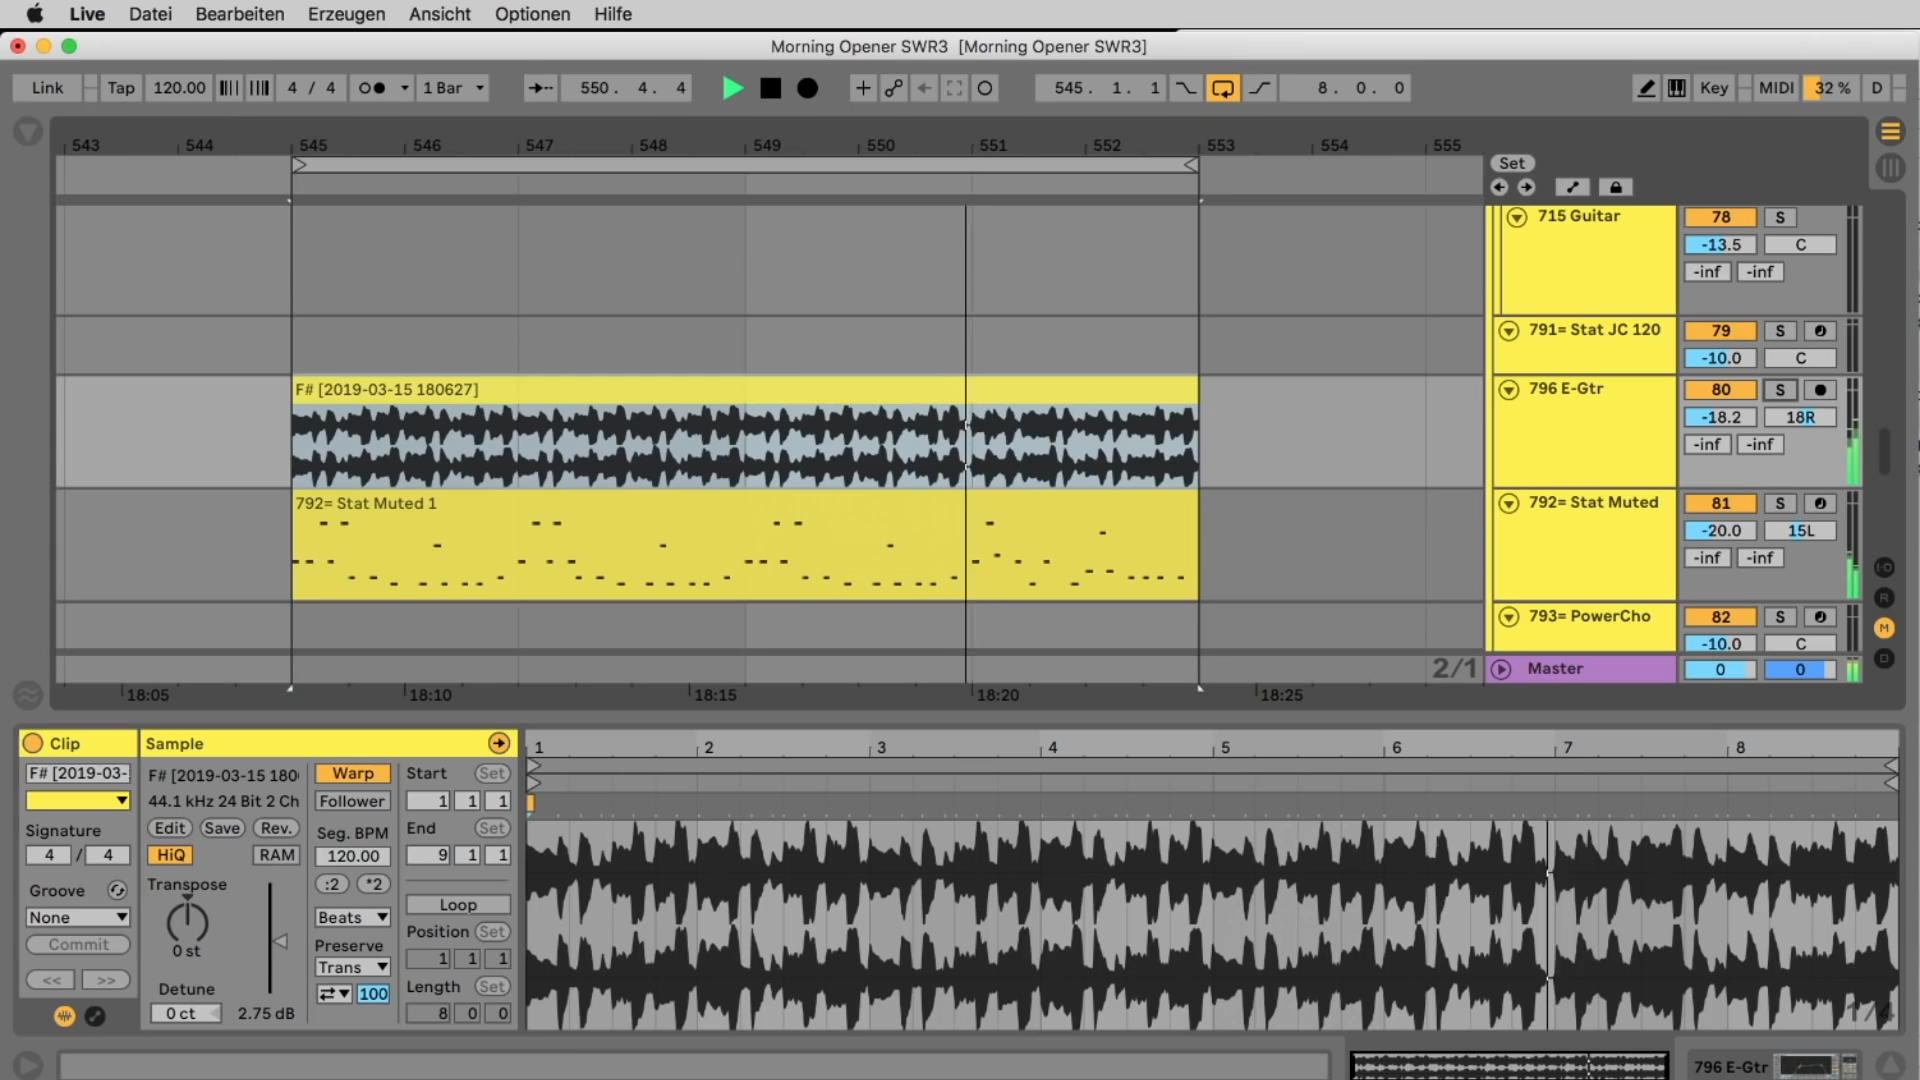 Live Datei Bearbeiten Erzeugen Ansicht Optionen Hilfe
Morning Opener SWR3 [Morning Opener SWR3]
Link Tap 120.00 4 / 4 1 Bar 550. 4. 4 545. 1. 1 8. 0. 0 Key MIDI 32 % D
543 544 545 546 547 548 549 550 551 552 553 554 555
Set
715 Guitar 78 S
-13.5 C
-inf -inf
791= Stat JC 120 79 S
-10.0 C
F# [2019-03-15 180627]
796 E-Gtr 80 S
-18.2 18R
-inf -inf
792= Stat Muted 1
792= Stat Muted 81 S
-20.0 15L
-inf -inf
I·O
R
793= PowerCho 82 S
M
-10.0 C
D
2/1 Master 0 0
18:05 18:10 18:15 18:20 18:25
Clip Sample
1 2 3 4 5 6 7 8
F# [2019-03- F# [2019-03-15 180 Warp Start Set
44.1 kHz 24 Bit 2 Ch Follower 1 1 1
Signature Edit Save Rev. Seg. BPM End Set
4 / 4 HiQ RAM 120.00 9 1 1
Groove Transpose :2 *2 Loop
None Beats
0 st Preserve Position Set
Commit Trans 1 1 1
<< >> Detune Length Set
0 ct 2.75 dB 100 8 0 0
1/4
796 E-Gtr